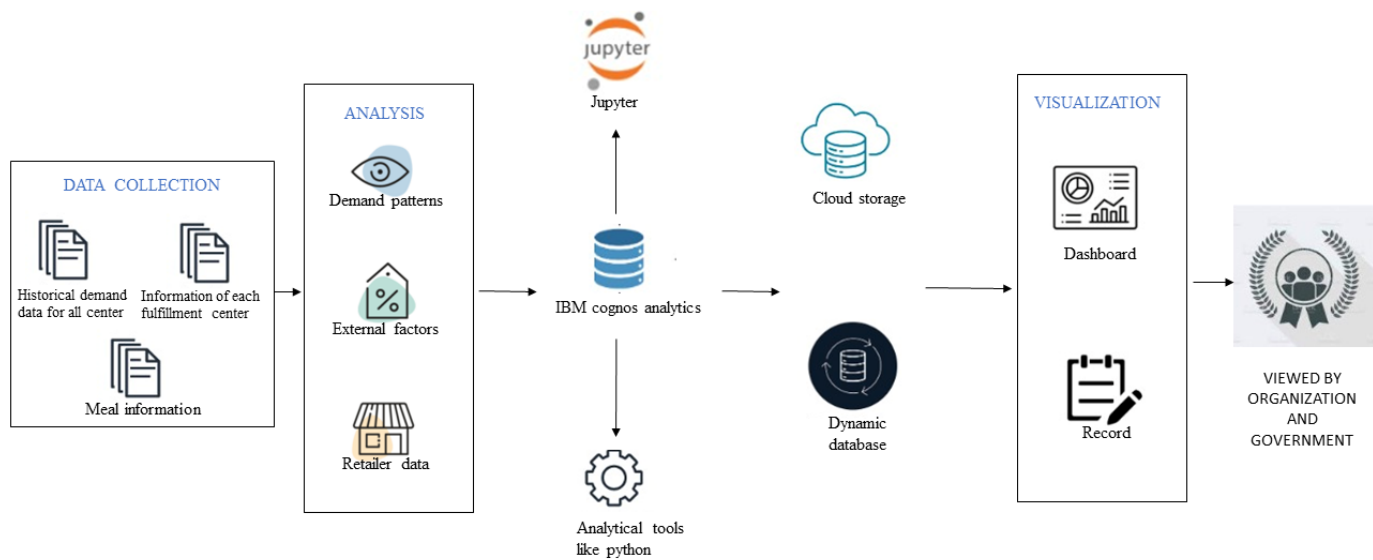 DATA COLLECTION
Historical demand
data for all center
Information of each
fulfillment center
Meal information
ANALYSIS
Demand patterns
External factors
Retailer data
jupyter
Jupyter
IBM cognos analytics
Analytical tools
like python
Cloud storage
Dynamic
database
VISUALIZATION
Dashboard
Record
VIEWED BY
ORGANIZATION
AND
GOVERNMENT